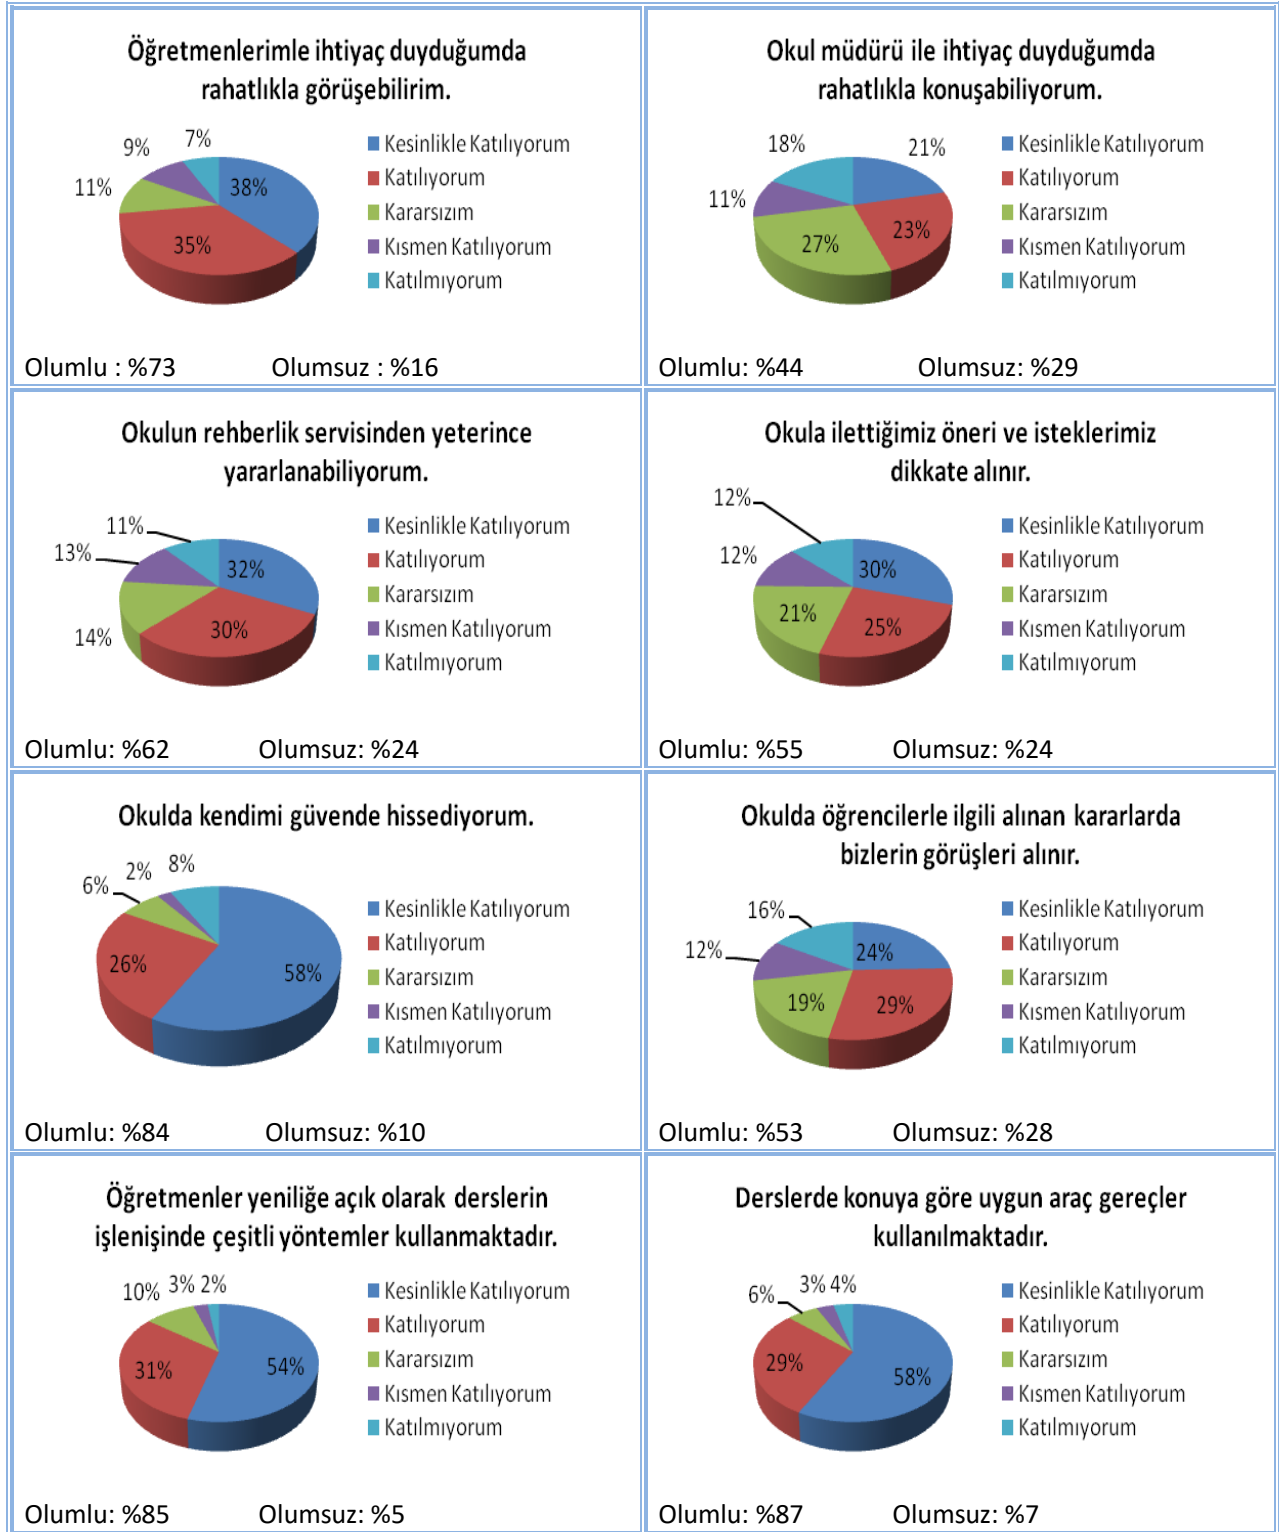 Öğretmenlerimle ihtiyaç duyduğumda
rahatlıkla görüşebilirim.
9%
7%
11%
38%
35%
Kesinlikle Katılıyorum
Katılıyorum
Kararsızım
Kısmen Katılıyorum
Katılmıyorum
Olumlu : %73 Olumsuz : %16
Okul müdürü ile ihtiyaç duyduğumda
rahatlıkla konuşabiliyorum.
18%
21%
11%
27%
23%
Kesinlikle Katılıyorum
Katılıyorum
Kararsızım
Kısmen Katılıyorum
Katılmıyorum
Olumlu: %44 Olumsuz: %29
Okulun rehberlik servisinden yeterince
yararlanabiliyorum.
11%
13%
32%
14%
30%
Kesinlikle Katılıyorum
Katılıyorum
Kararsızım
Kısmen Katılıyorum
Katılmıyorum
Olumlu: %62 Olumsuz: %24
Okula ilettiğimiz öneri ve isteklerimiz
dikkate alınır.
12%
12%
30%
21%
25%
Kesinlikle Katılıyorum
Katılıyorum
Kararsızım
Kısmen Katılıyorum
Katılmıyorum
Olumlu: %55 Olumsuz: %24
Okulda kendimi güvende hissediyorum.
6%
2%
8%
26%
58%
Kesinlikle Katılıyorum
Katılıyorum
Kararsızım
Kısmen Katılıyorum
Katılmıyorum
Olumlu: %84 Olumsuz: %10
Okulda öğrencilerle ilgili alınan kararlarda
bizlerin görüşleri alınır.
16%
12%
24%
19%
29%
Kesinlikle Katılıyorum
Katılıyorum
Kararsızım
Kısmen Katılıyorum
Katılmıyorum
Olumlu: %53 Olumsuz: %28
Öğretmenler yeniliğe açık olarak derslerin
işlenişinde çeşitli yöntemler kullanmaktadır.
10% 3% 2%
31%
54%
Kesinlikle Katılıyorum
Katılıyorum
Kararsızım
Kısmen Katılıyorum
Katılmıyorum
Olumlu: %85 Olumsuz: %5
Derslerde konuya göre uygun araç gereçler
kullanılmaktadır.
6%
3% 4%
29%
58%
Kesinlikle Katılıyorum
Katılıyorum
Kararsızım
Kısmen Katılıyorum
Katılmıyorum
Olumlu: %87 Olumsuz: %7